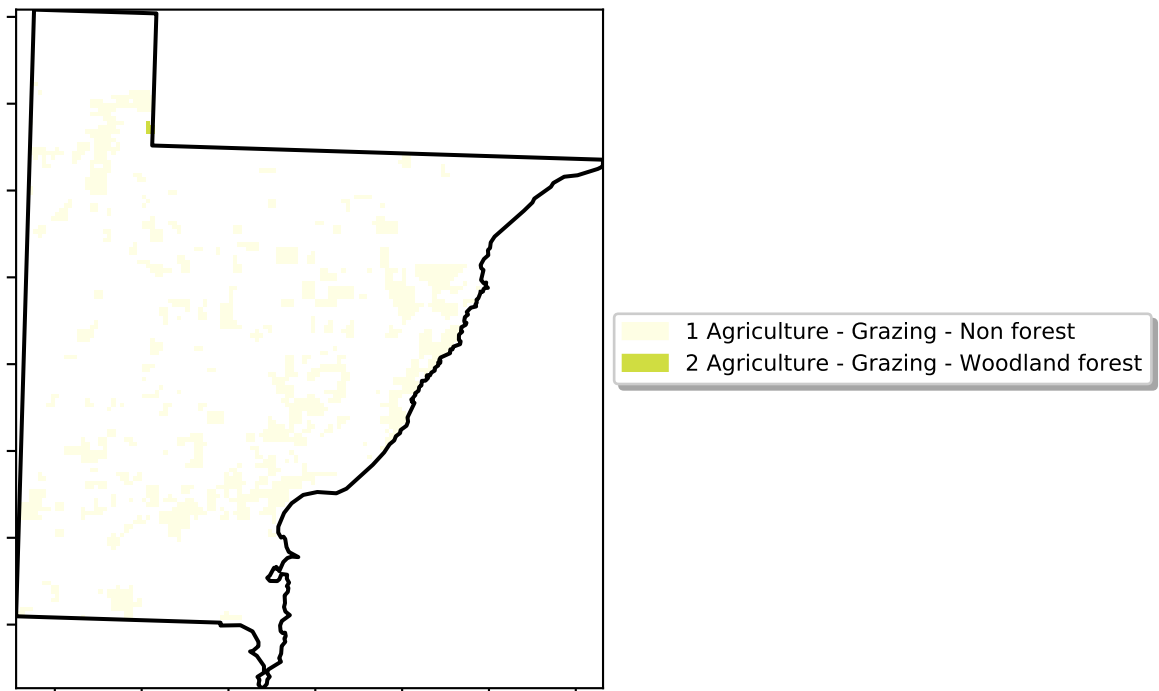 1 Agriculture - Grazing - Non forest
2 Agriculture - Grazing - Woodland forest